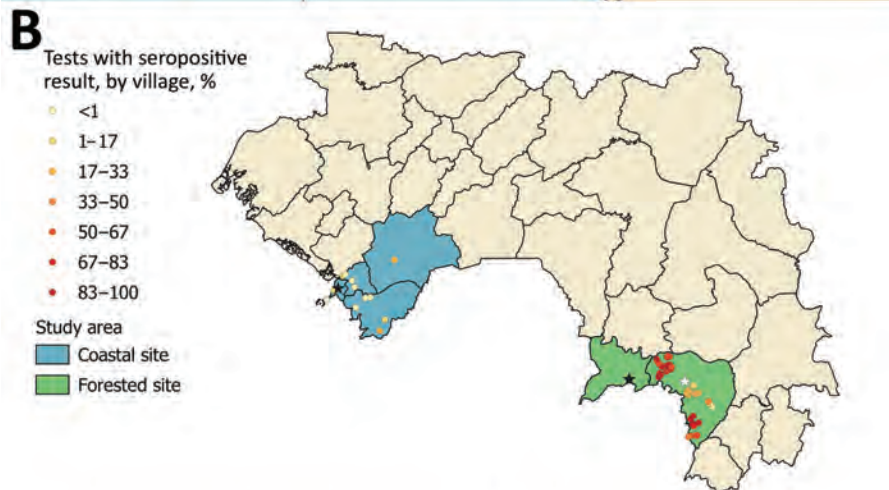 B
Tests with seropositive
result, by village, %
<1
1–17
17–33
33–50
50–67
67–83
83–100
Study area
Coastal site
Forested site